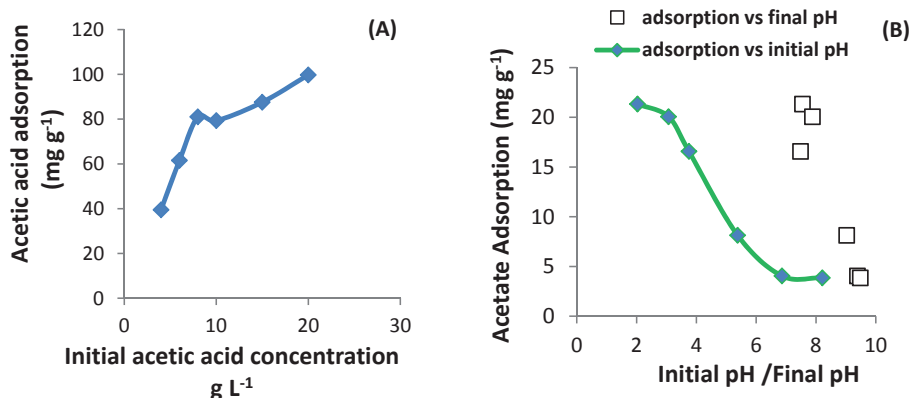 (A)
Acetic acid adsorption
(mg g⁻¹)
120
100
80
60
40
20
0
0 10 20 30
Initial acetic acid concentration
g L⁻¹
adsorption vs final pH
adsorption vs initial pH
(B)
Acetate Adsorption (mg g⁻¹)
25
20
15
10
5
0
0 2 4 6 8 10
Initial pH /Final pH